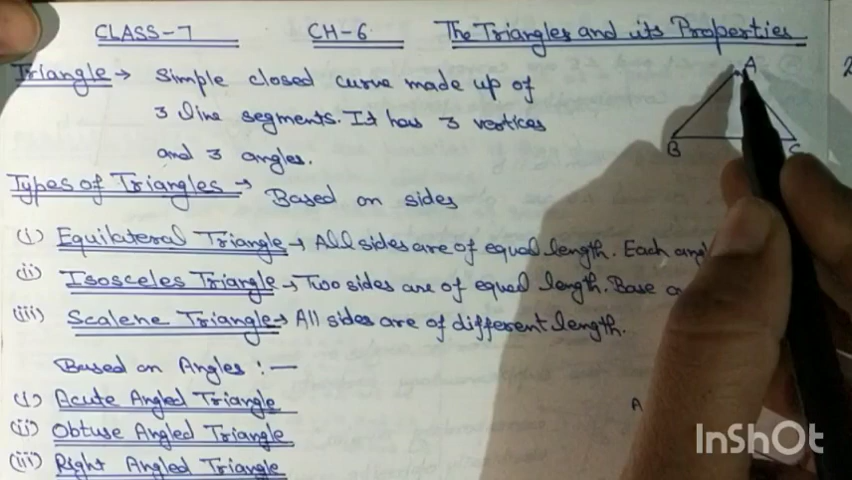 CLASS-7 CH-6 The Triangles and its Properties
Triangle → Simple closed curve made up of
3 line segments. It has 3 vertices
and 3 angles.
A
B C
Types of Triangles → Based on sides
(i) Equilateral Triangle → All sides are of equal length. Each
(ii) Isosceles Triangle → Two sides are of equal length. Base
(iii) Scalene Triangle → All sides are of different length.
Based on Angles :—
(i) Acute Angled Triangle
A
(ii) Obtuse Angled Triangle
(iii) Right Angled Triangle
InShOt